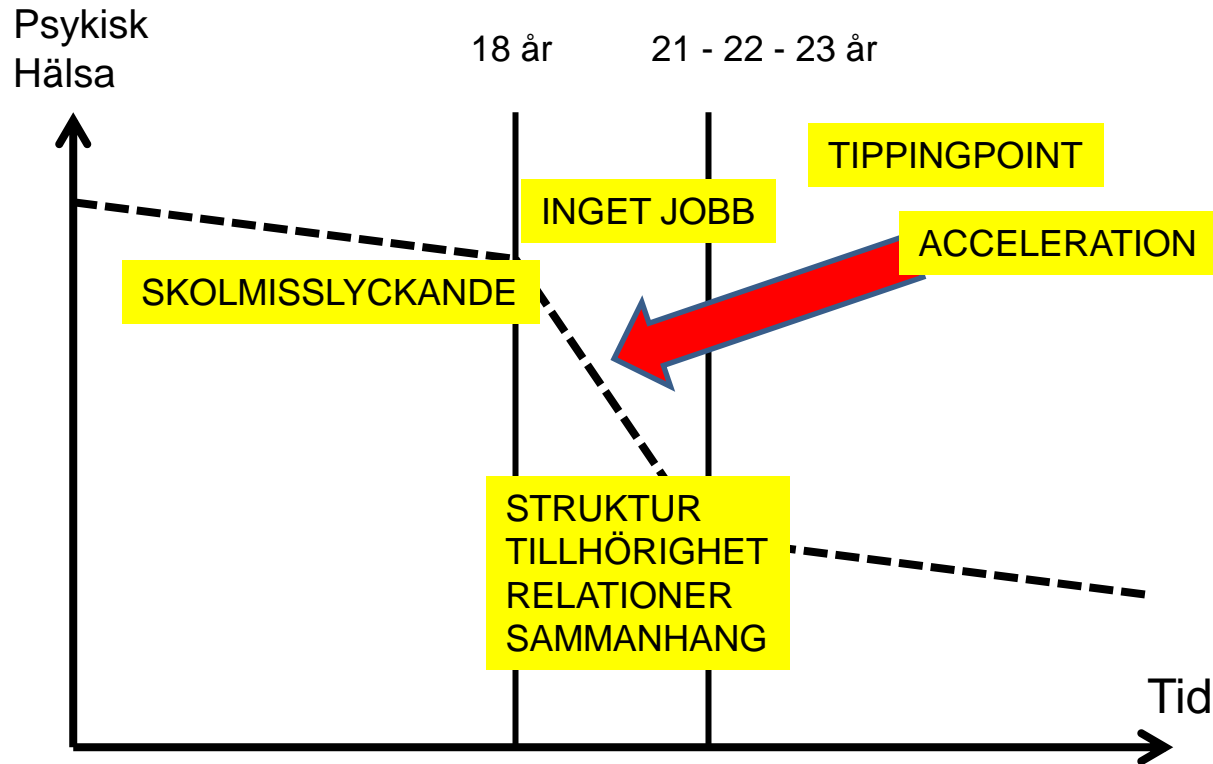 Psykisk
Hälsa
18 år
21 - 22 - 23 år
TIPPINGPOINT
INGET JOBB
ACCELERATION
SKOLMISSLYCKANDE
STRUKTUR
TILLHÖRIGHET
RELATIONER
SAMMANHANG
Tid